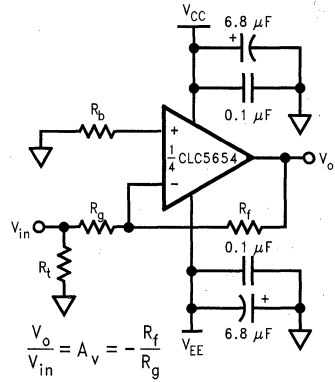 V_CC
6.8 μF
+
0.1 μF
R_b
+
1/4 CLC5654
−
V_o
V_in
R_g
R_f
R_t
0.1 μF
+
6.8 μF
V_EE
V_o/V_in = A_v = −R_f/R_g